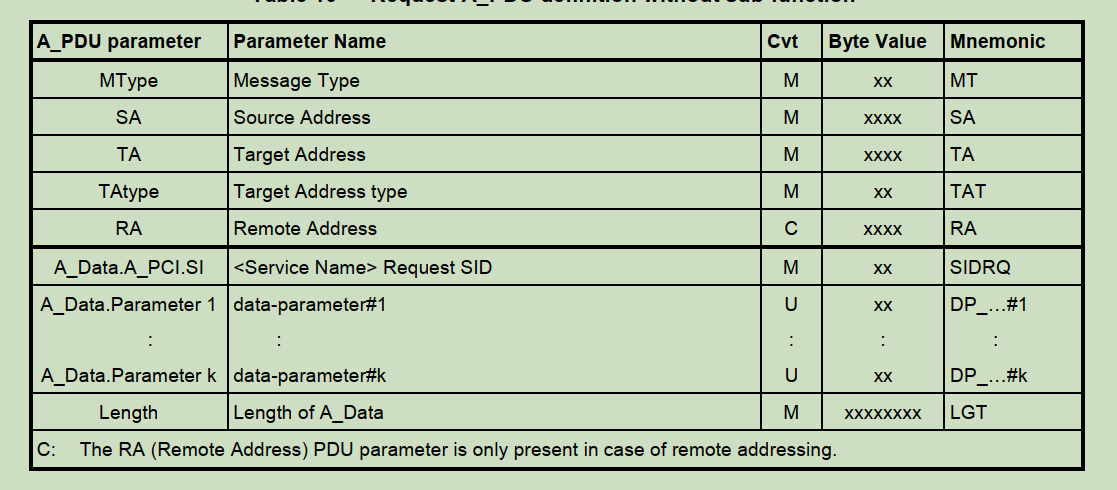 A_PDU parameter Parameter Name Cvt Byte Value Mnemonic
MType Message Type M xx MT
SA Source Address M xxxx SA
TA Target Address M xxxx TA
TAtype Target Address type M xx TAT
RA Remote Address C xxxx RA
A_Data.A_PCI.SI <Service Name> Request SID M xx SIDRQ
A_Data.Parameter 1 data-parameter#1 U xx DP_...#1
: : : : :
A_Data.Parameter k data-parameter#k U xx DP_...#k
Length Length of A_Data M xxxxxxxx LGT
C: The RA (Remote Address) PDU parameter is only present in case of remote addressing.